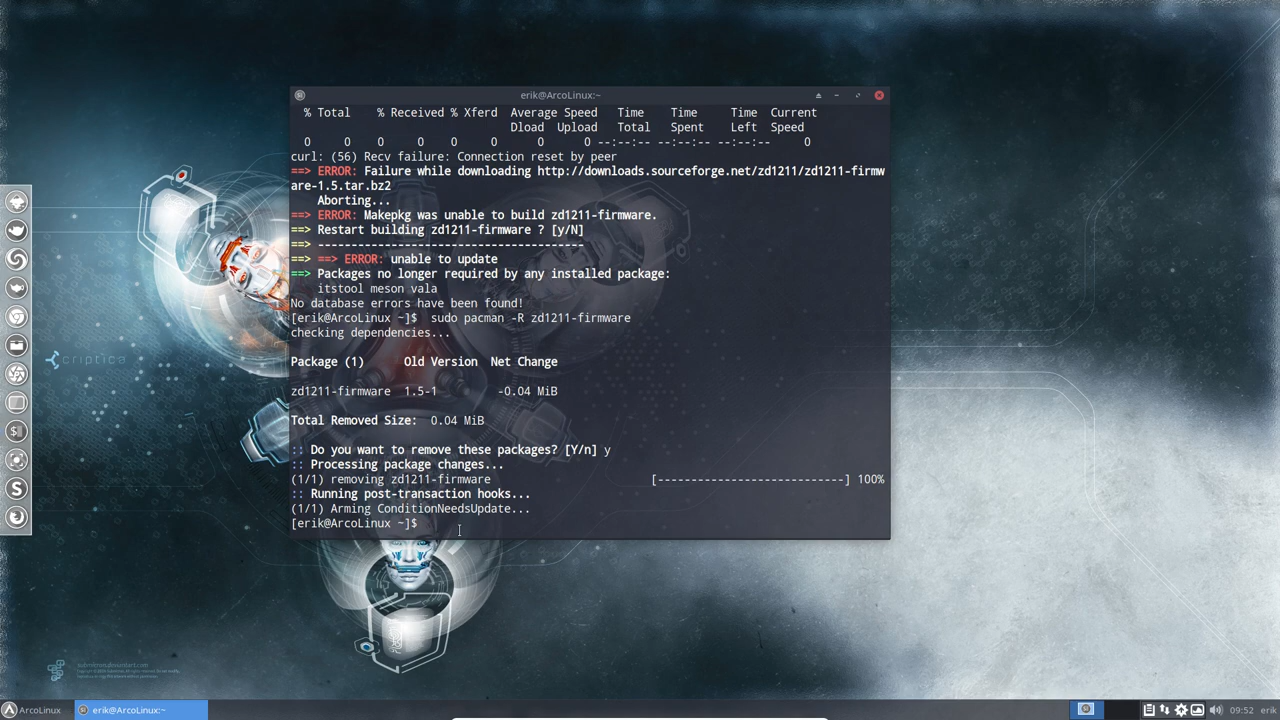 erik@ArcoLinux:~
% Total    % Received % Xferd  Average Speed   Time    Time     Time  Current
Dload  Upload   Total   Spent    Left  Speed
0     0    0     0    0     0      0      0 --:--:-- --:--:-- --:--:--     0
curl: (56) Recv failure: Connection reset by peer
==> ERROR: Failure while downloading http://downloads.sourceforge.net/zd1211/zd1211-firmw
are-1.5.tar.bz2
Aborting...
==> ERROR: Makepkg was unable to build zd1211-firmware.
==> Restart building zd1211-firmware ? [y/N]
==> ----------------------------------------
==> ==> ERROR: unable to update
==> Packages no longer required by any installed package:
itstool meson vala
No database errors have been found!
[erik@ArcoLinux ~]$  sudo pacman -R zd1211-firmware
checking dependencies...
Package (1)      Old Version  Net Change
zd1211-firmware  1.5-1         -0.04 MiB
Total Removed Size:  0.04 MiB
:: Do you want to remove these packages? [Y/n] y
:: Processing package changes...
(1/1) removing zd1211-firmware                        [----------------------------] 100%
:: Running post-transaction hooks...
(1/1) Arming ConditionNeedsUpdate...
[erik@ArcoLinux ~]$
criptica
ArcoLinux
erik@ArcoLinux:~
09:52
erik